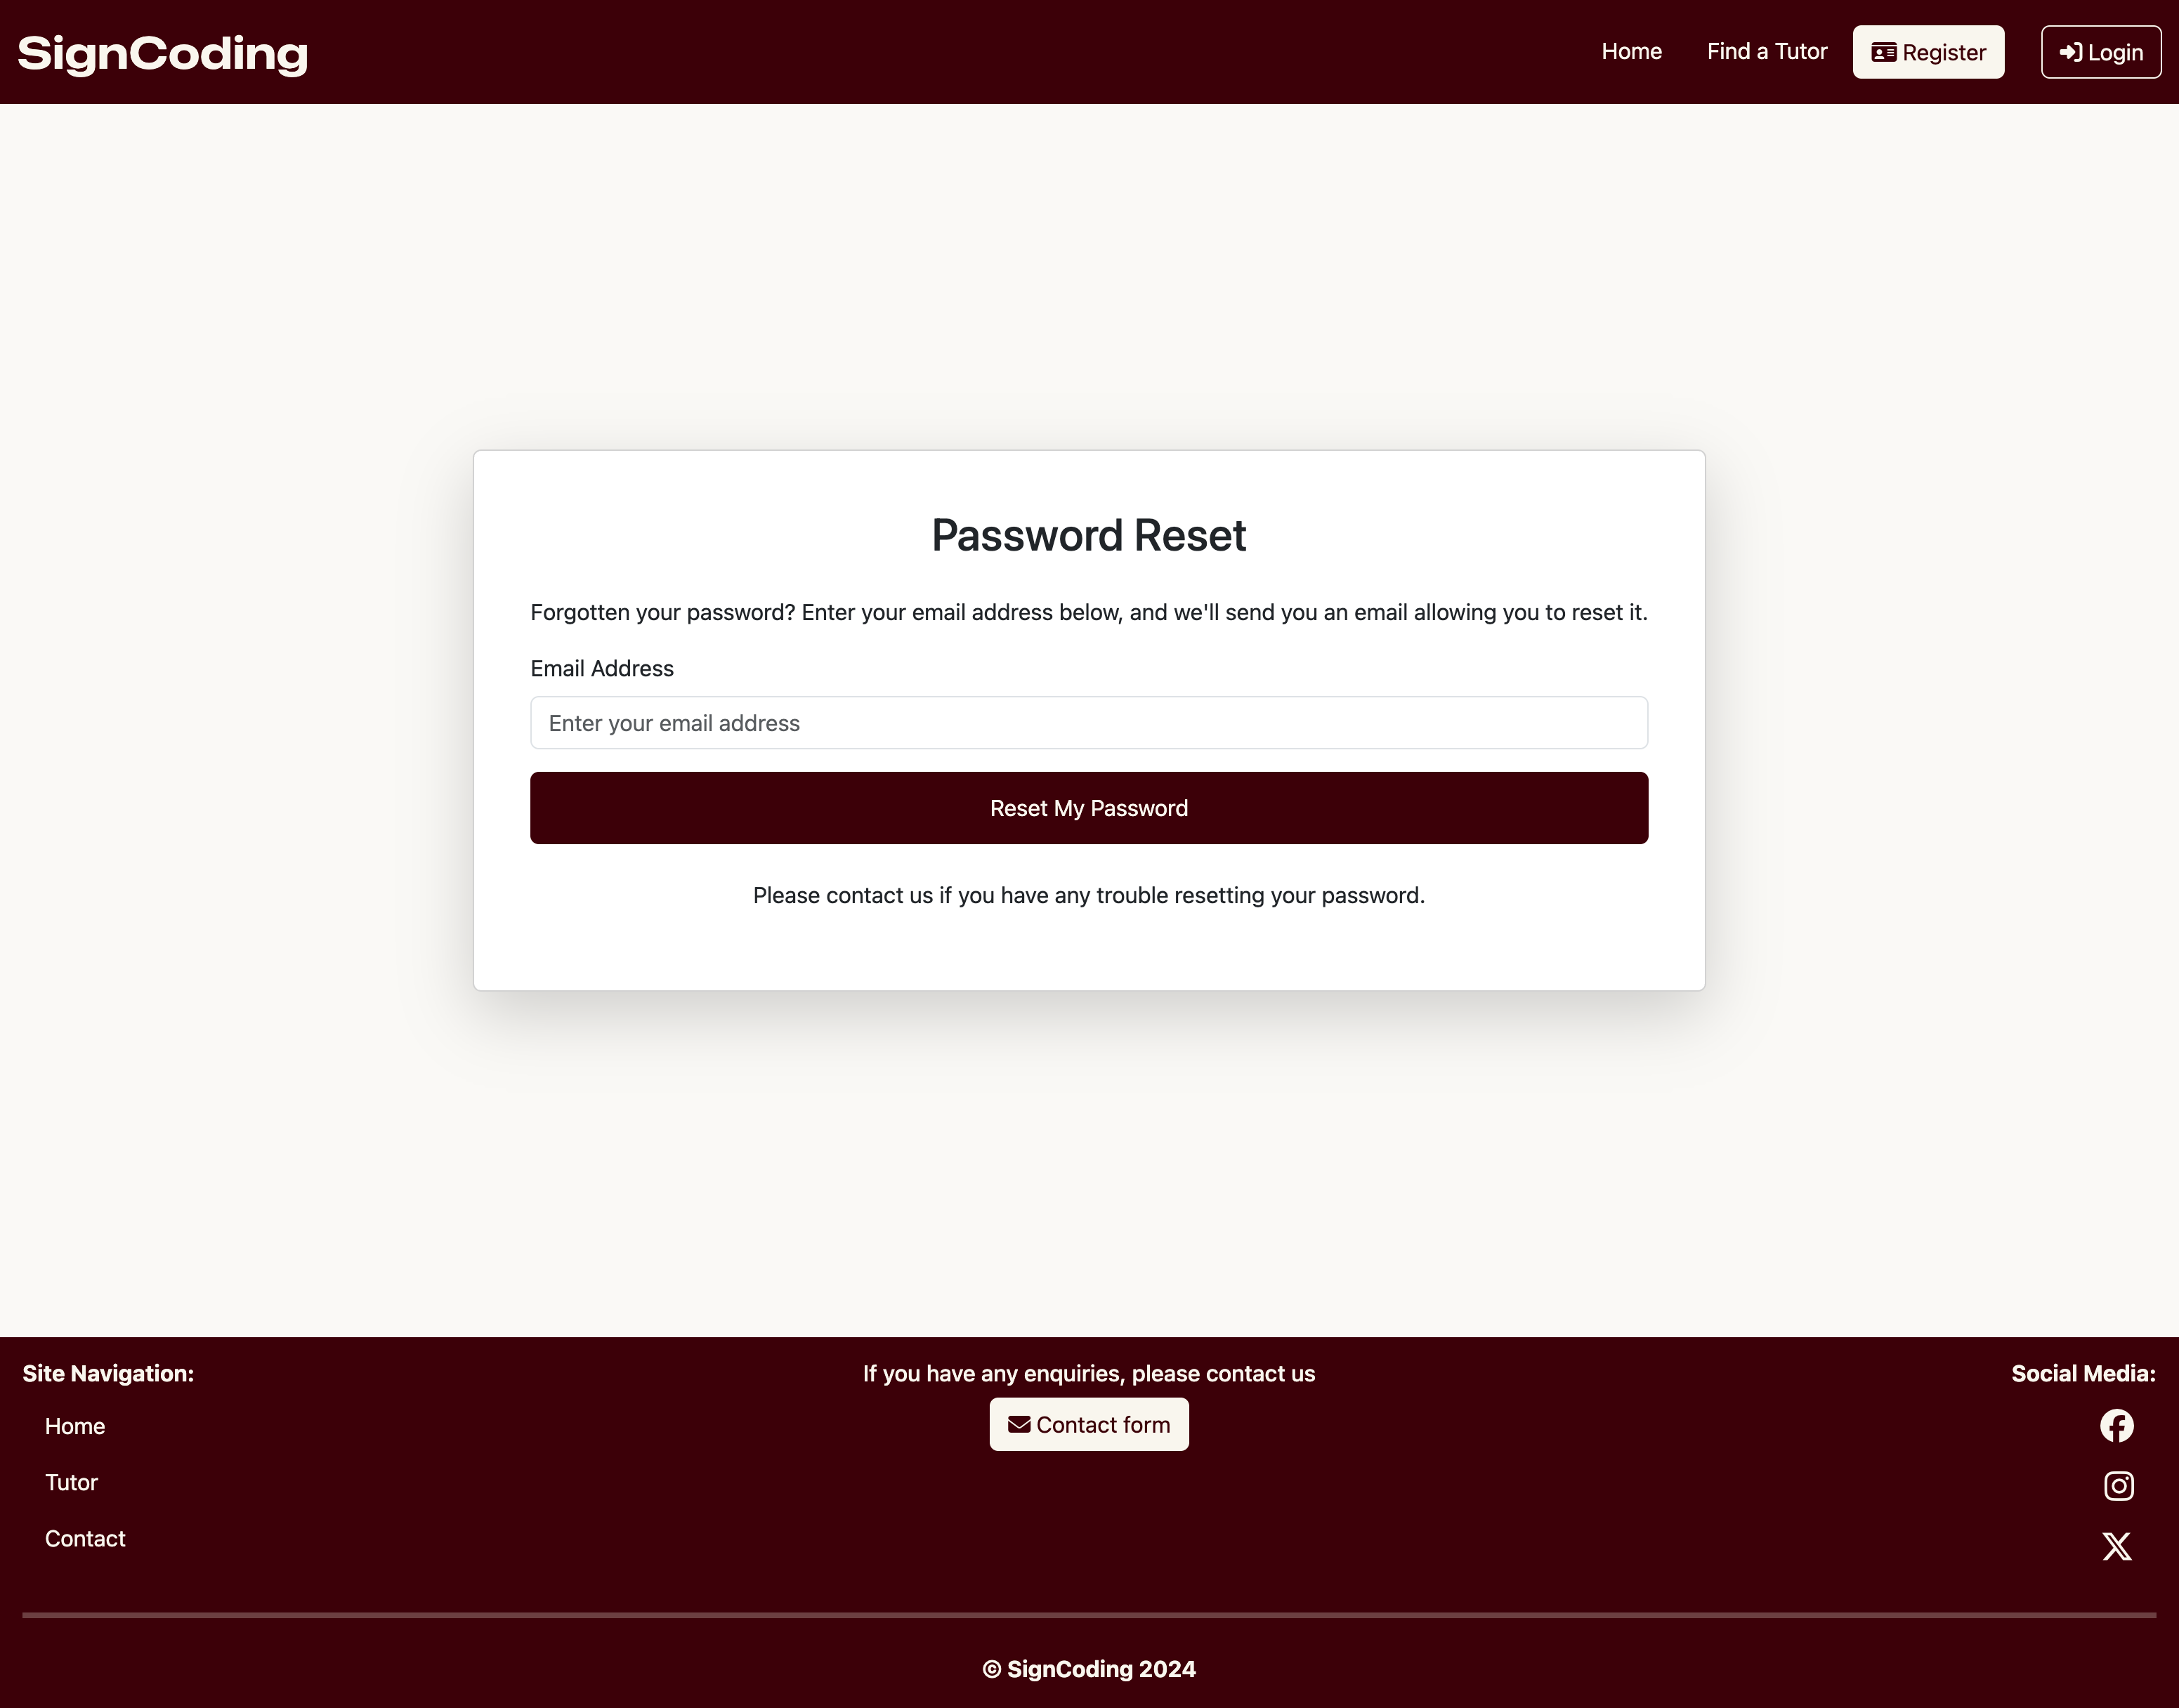 SignCoding
Home
Find a Tutor
Register
Login
Password Reset
Forgotten your password? Enter your email address below, and we'll send you an email allowing you to reset it.
Email Address
Enter your email address
Reset My Password
Please contact us if you have any trouble resetting your password.
Site Navigation:
Home
Tutor
Contact
If you have any enquiries, please contact us
Contact form
Social Media:
© SignCoding 2024